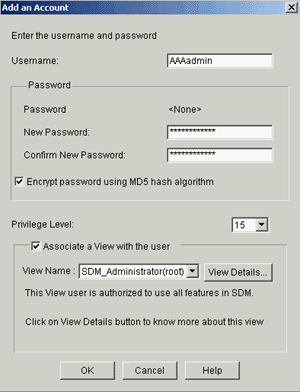 Add an Account
Enter the username and password
Username: AAAadmin
Password
Password <None>
New Password: ************
Confirm New Password: ************
Encrypt password using MD5 hash algorithm
Privilege Level: 15
Associate a View with the user
View Name : SDM_Administrator(root) View Details...
This View user is authorized to use all features in SDM.
Click on View Details button to know more about this view
OK Cancel Help